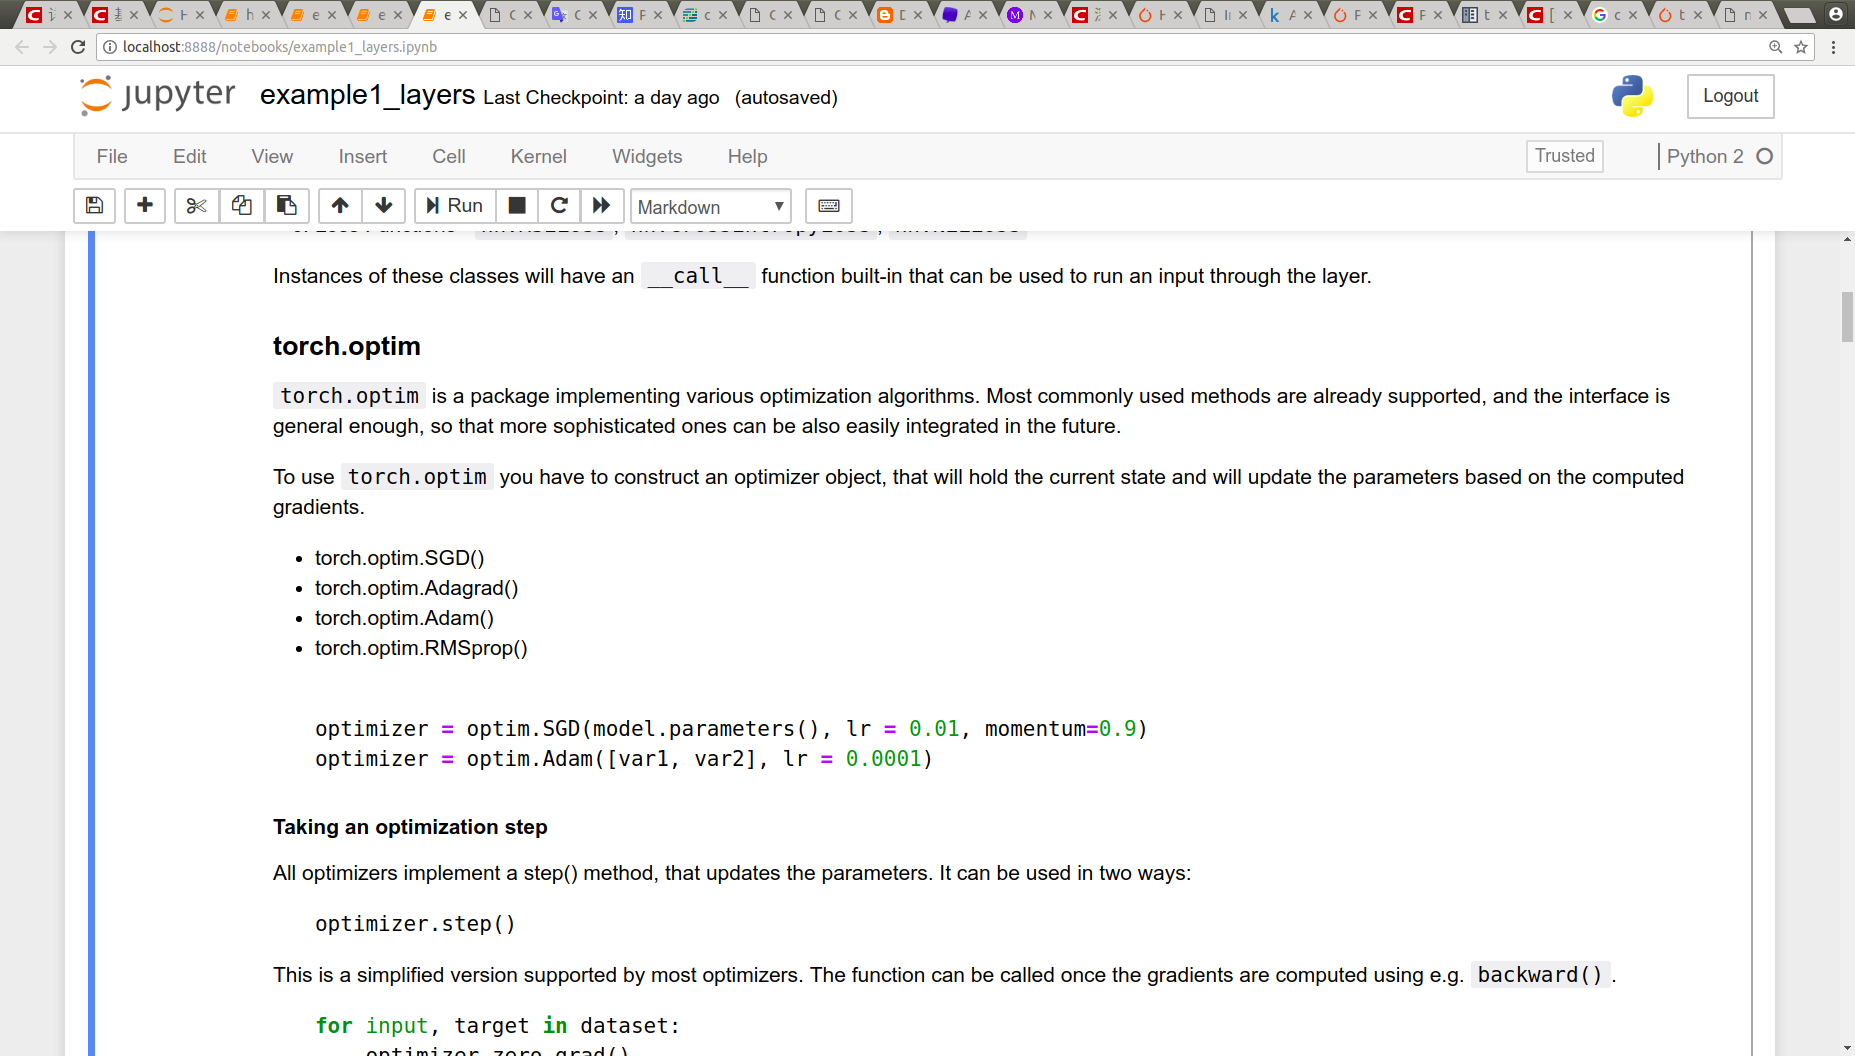 localhost:8888/notebooks/example1_layers.ipynb
jupyter example1_layers Last Checkpoint: a day ago (autosaved)
Logout
File Edit View Insert Cell Kernel Widgets Help
Trusted
Python 2
Run
Markdown
Instances of these classes will have an __call__ function built-in that can be used to run an input through the layer.
torch.optim
torch.optim is a package implementing various optimization algorithms. Most commonly used methods are already supported, and the interface is
general enough, so that more sophisticated ones can be also easily integrated in the future.
To use torch.optim you have to construct an optimizer object, that will hold the current state and will update the parameters based on the computed
gradients.
• torch.optim.SGD()
• torch.optim.Adagrad()
• torch.optim.Adam()
• torch.optim.RMSprop()
optimizer = optim.SGD(model.parameters(), lr = 0.01, momentum=0.9)
optimizer = optim.Adam([var1, var2], lr = 0.0001)
Taking an optimization step
All optimizers implement a step() method, that updates the parameters. It can be used in two ways:
optimizer.step()
This is a simplified version supported by most optimizers. The function can be called once the gradients are computed using e.g. backward().
for input, target in dataset:
optimizer.zero_grad()